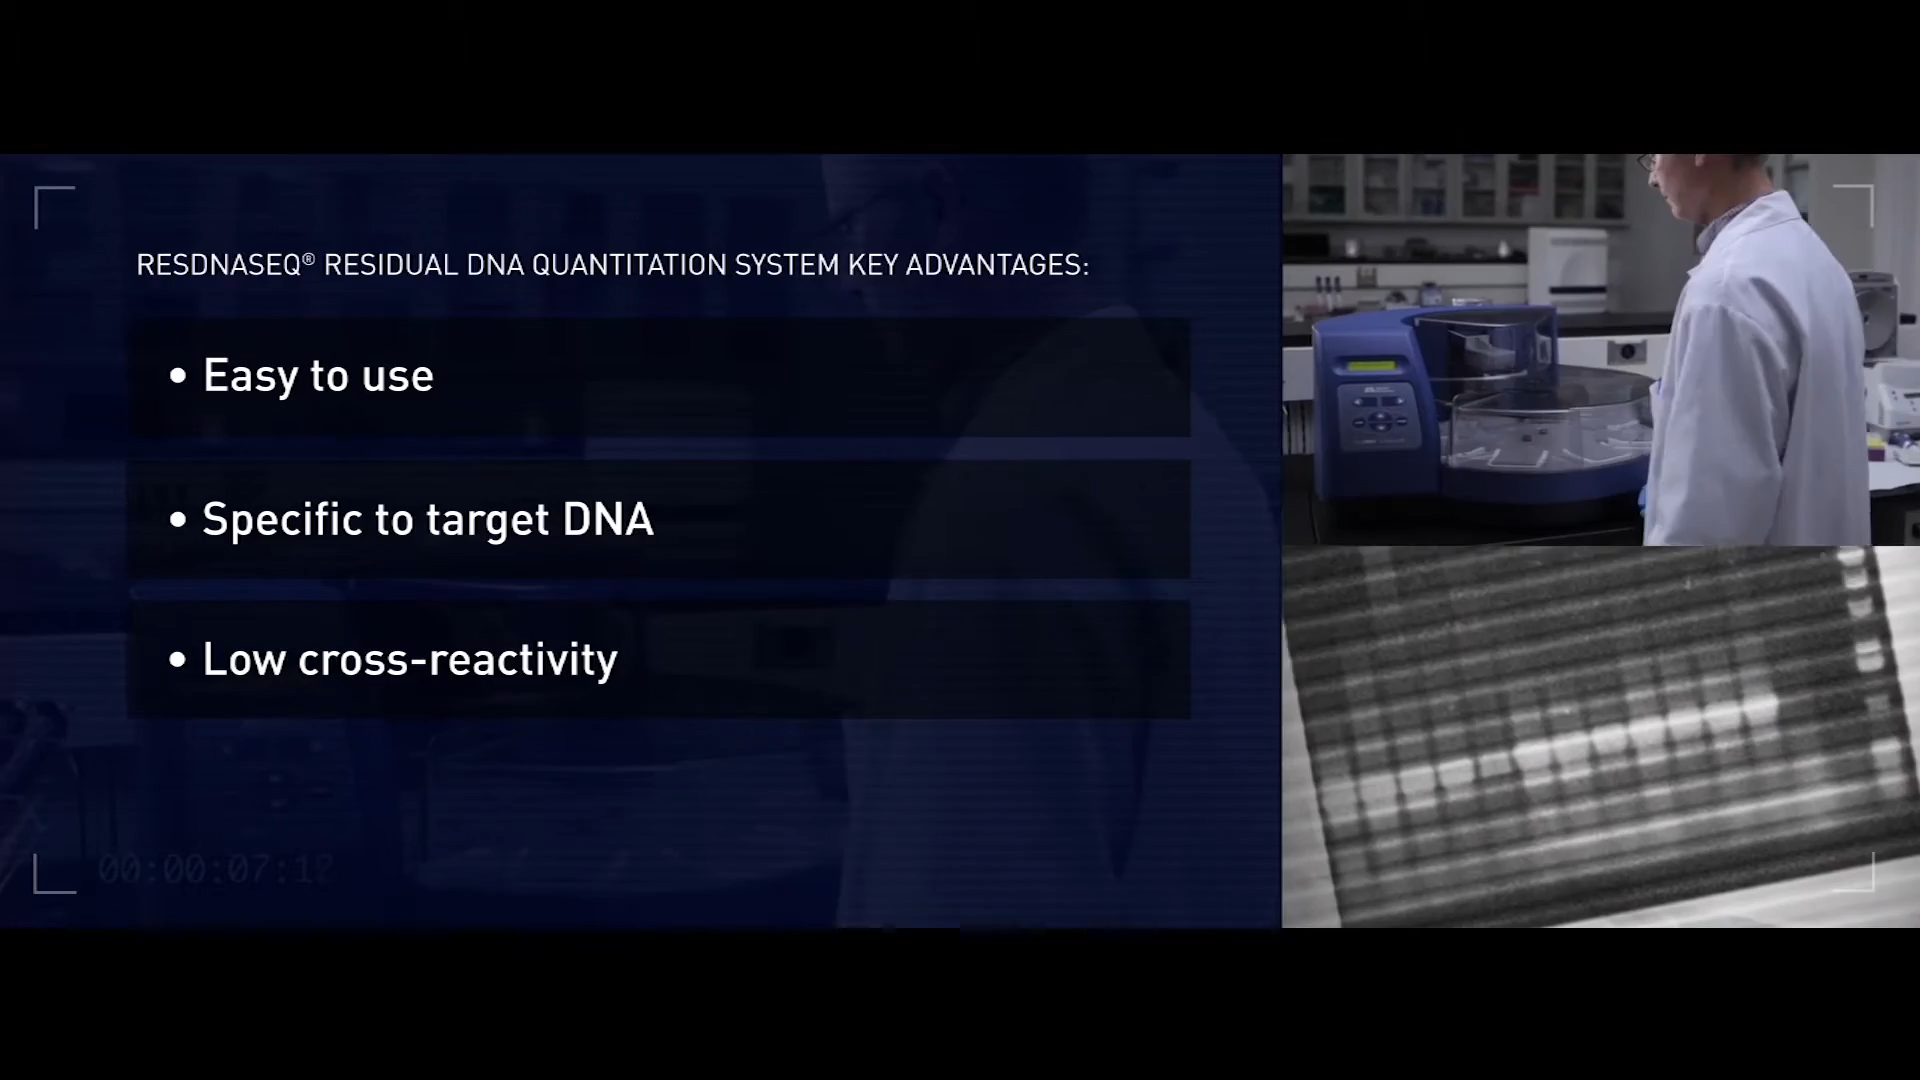 RESDNASEQ® RESIDUAL DNA QUANTITATION SYSTEM KEY ADVANTAGES:
• Easy to use
• Specific to target DNA
• Low cross-reactivity